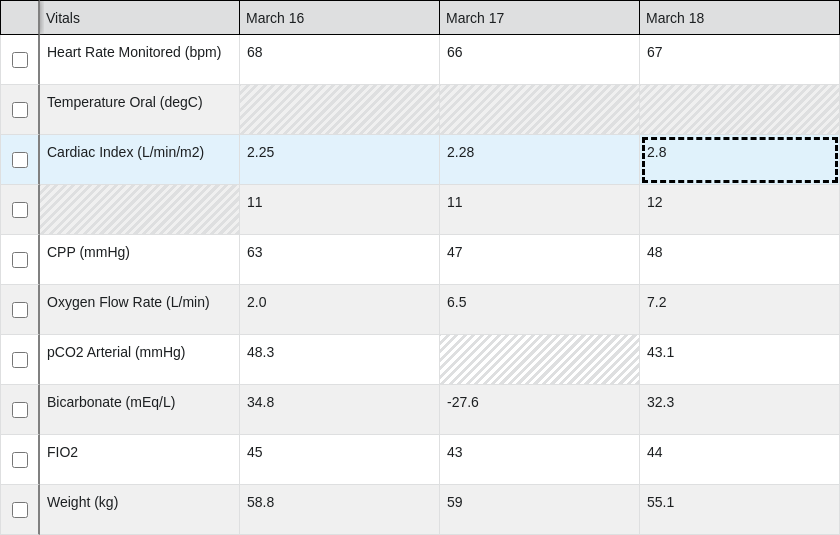 Vitals March 16 March 17 March 18
Heart Rate Monitored (bpm) 68 66 67
Temperature Oral (degC)
Cardiac Index (L/min/m2) 2.25 2.28 2.8
11 11 12
CPP (mmHg) 63 47 48
Oxygen Flow Rate (L/min) 2.0 6.5 7.2
pCO2 Arterial (mmHg) 48.3 43.1
Bicarbonate (mEq/L) 34.8 -27.6 32.3
FIO2 45 43 44
Weight (kg) 58.8 59 55.1